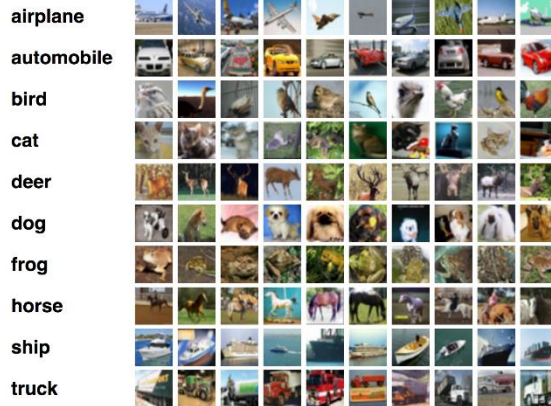 airplane
automobile
bird
cat
deer
dog
frog
horse
ship
truck